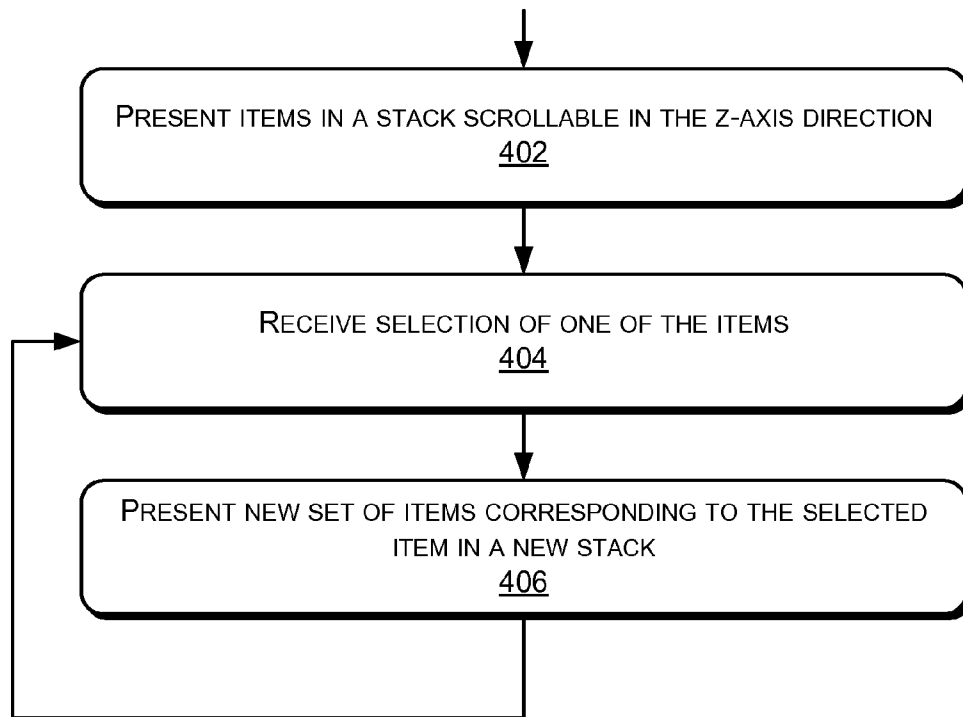 PRESENT ITEMS IN A STACK SCROLLABLE IN THE Z-AXIS DIRECTION
402
RECEIVE SELECTION OF ONE OF THE ITEMS
404
PRESENT NEW SET OF ITEMS CORRESPONDING TO THE SELECTED
ITEM IN A NEW STACK
406